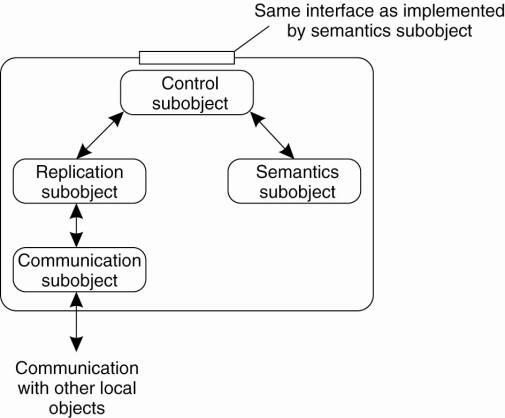 Same interface as implemented
by semantics subobject
Control
subobject
Replication
subobject
Semantics
subobject
Communication
subobject
Communication
with other local
objects